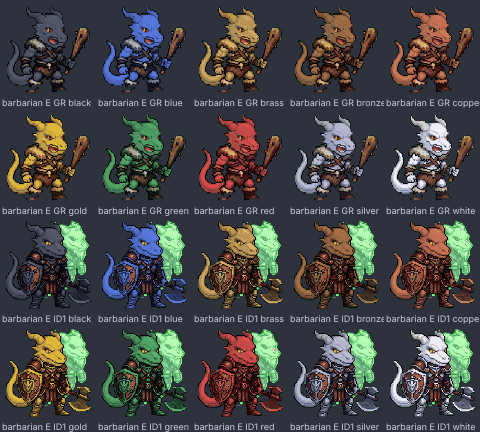 barbarian E GR black barbarian E GR blue barbarian E GR brass barbarian E GR bronze barbarian E GR coppe
barbarian E GR gold barbarian E GR green barbarian E GR red barbarian E GR silver barbarian E GR white
barbarian E ID1 black barbarian E ID1 blue barbarian E ID1 brass barbarian E ID1 bronze barbarian E ID1 coppe
barbarian E ID1 gold barbarian E ID1 green barbarian E ID1 red barbarian E ID1 silver barbarian E ID1 white